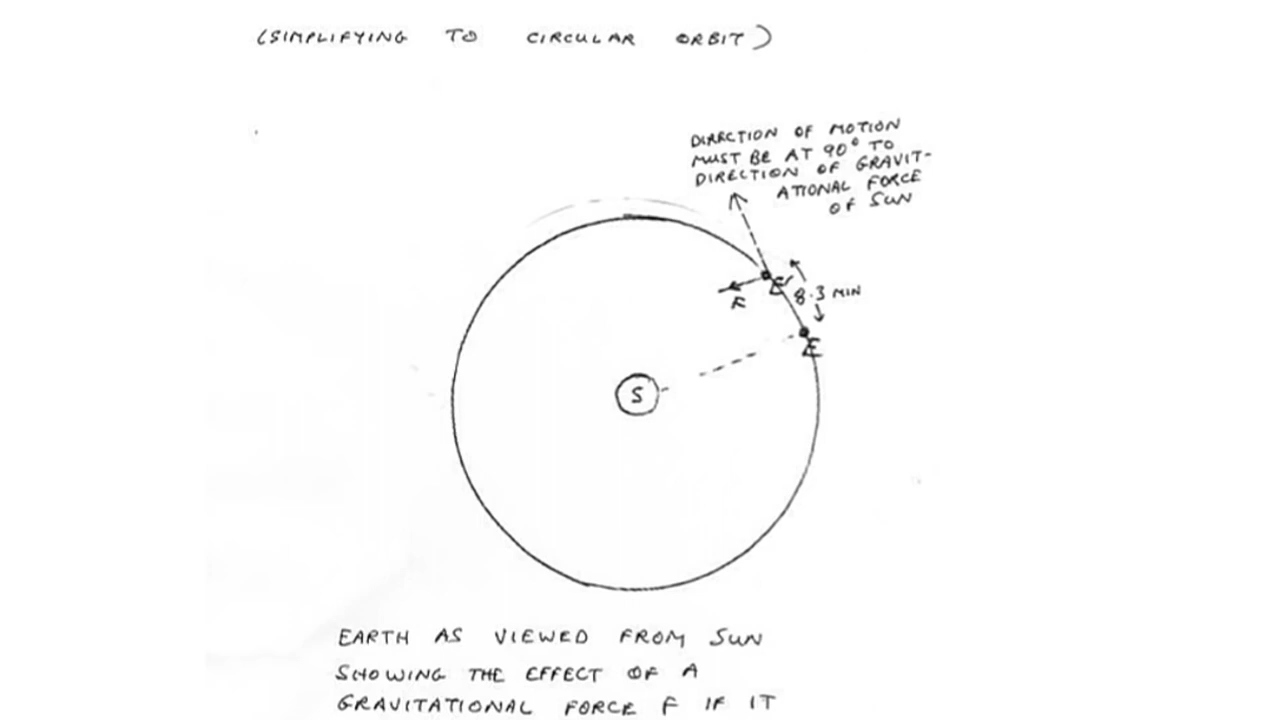 (SIMPLIFYING TO CIRCULAR ORBIT)
DIRECTION OF MOTION
MUST BE AT 90° TO
DIRECTION OF GRAVIT-
ATIONAL FORCE
OF SUN
E'
F
8.3 MIN
E
S
EARTH AS VIEWED FROM SUN
SHOWING THE EFFECT OF A
GRAVITATIONAL FORCE F IF IT